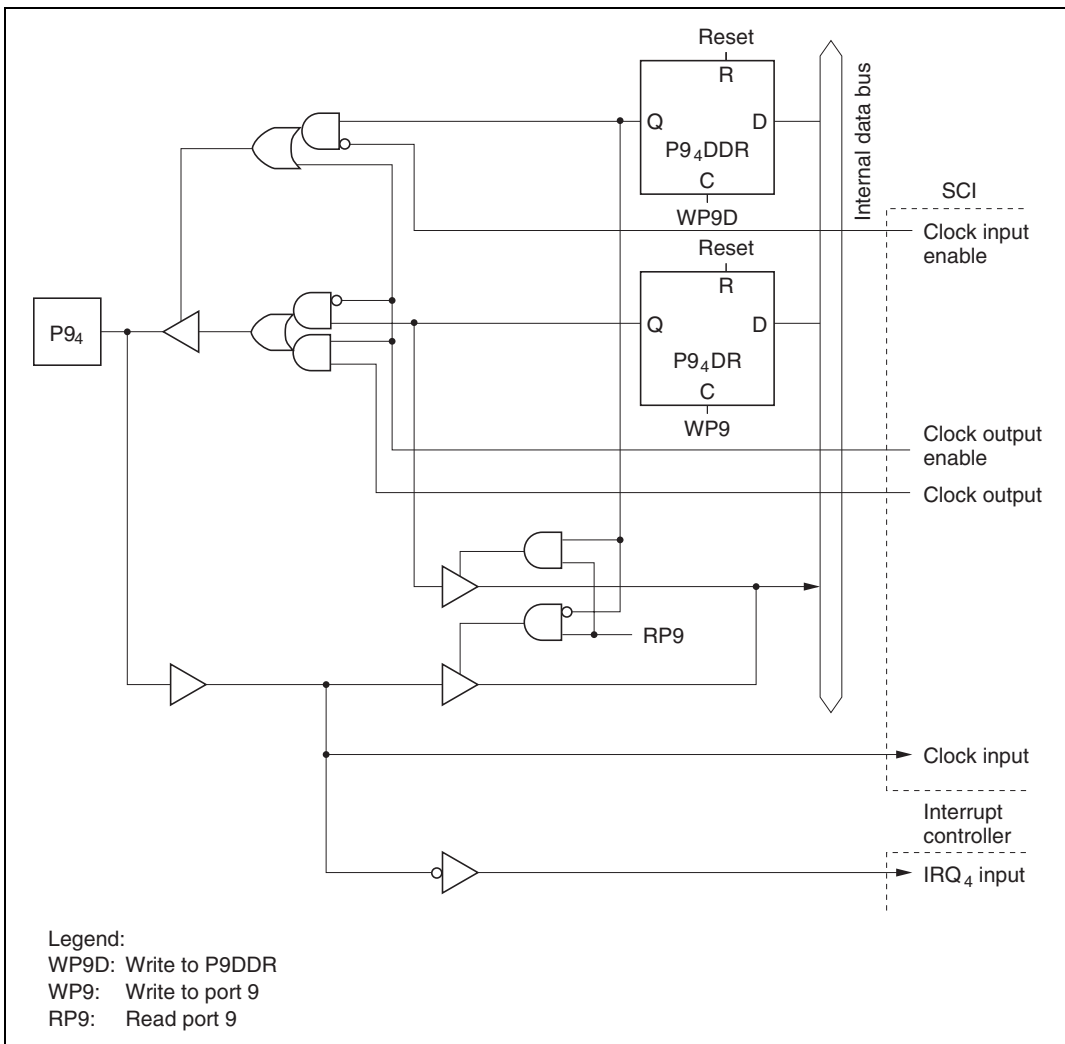 Reset
R
Q D
P9₄DDR
C
WP9D
Internal data bus
SCI
Clock input
enable
Reset
R
P9₄
Q D
P9₄DR
C
WP9
Clock output
enable
Clock output
RP9
Clock input
Interrupt
controller
IRQ₄ input
Legend:
WP9D: Write to P9DDR
WP9: Write to port 9
RP9: Read port 9